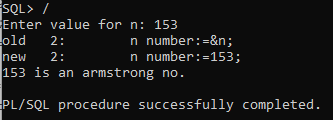 SQL> /
Enter value for n: 153
old   2:        n number:=&n;
new   2:        n number:=153;
153 is an armstrong no.
PL/SQL procedure successfully completed.